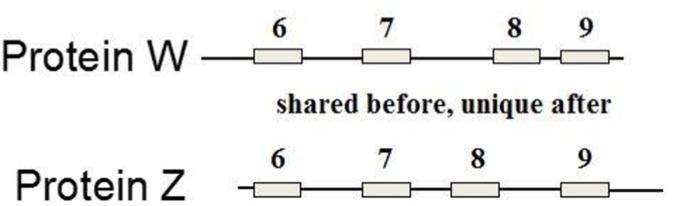 6 7 8 9
Protein W
shared before, unique after
6 7 8 9
Protein Z